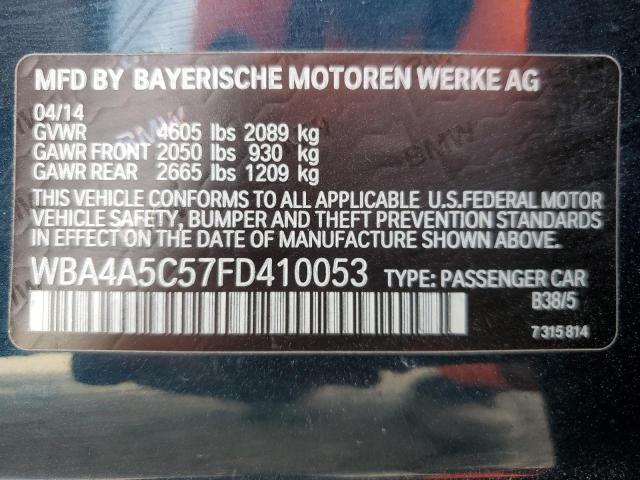 MFD BY BAYERISCHE MOTOREN WERKE AG
04/14
GVWR 4605 lbs 2089 kg
GAWR FRONT 2050 lbs 930 kg
GAWR REAR 2665 lbs 1209 kg
THIS VEHICLE CONFORMS TO ALL APPLICABLE U.S.FEDERAL MOTOR
VEHICLE SAFETY, BUMPER AND THEFT PREVENTION STANDARDS
IN EFFECT ON THE DATE OF MANUFACTURE SHOWN ABOVE.
WBA4A5C57FD410053 TYPE: PASSENGER CAR
B38/5
7 315 814
BMW
BMW